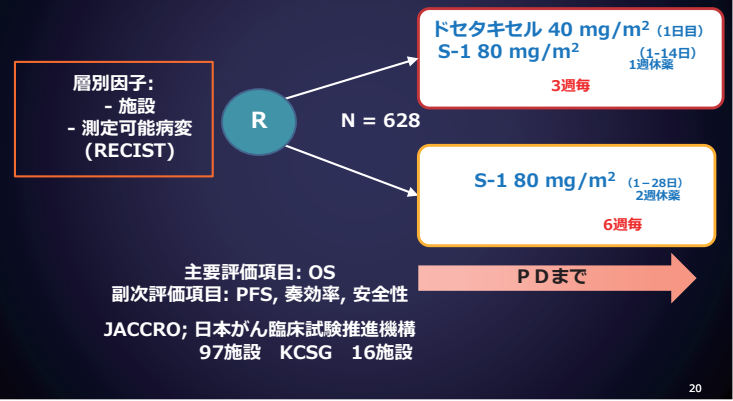 層別因子:
- 施設
- 測定可能病変
(RECIST)
R
N = 628
ドセタキセル 40 mg/m² (1日目)
S-1 80 mg/m² (1-14日)
1週休薬
3週毎
S-1 80 mg/m² (1–28日)
2週休薬
6週毎
主要評価項目: OS
副次評価項目: PFS, 奏効率, 安全性
ＰＤまで
JACCRO; 日本がん臨床試験推進機構
97施設 KCSG 16施設
20